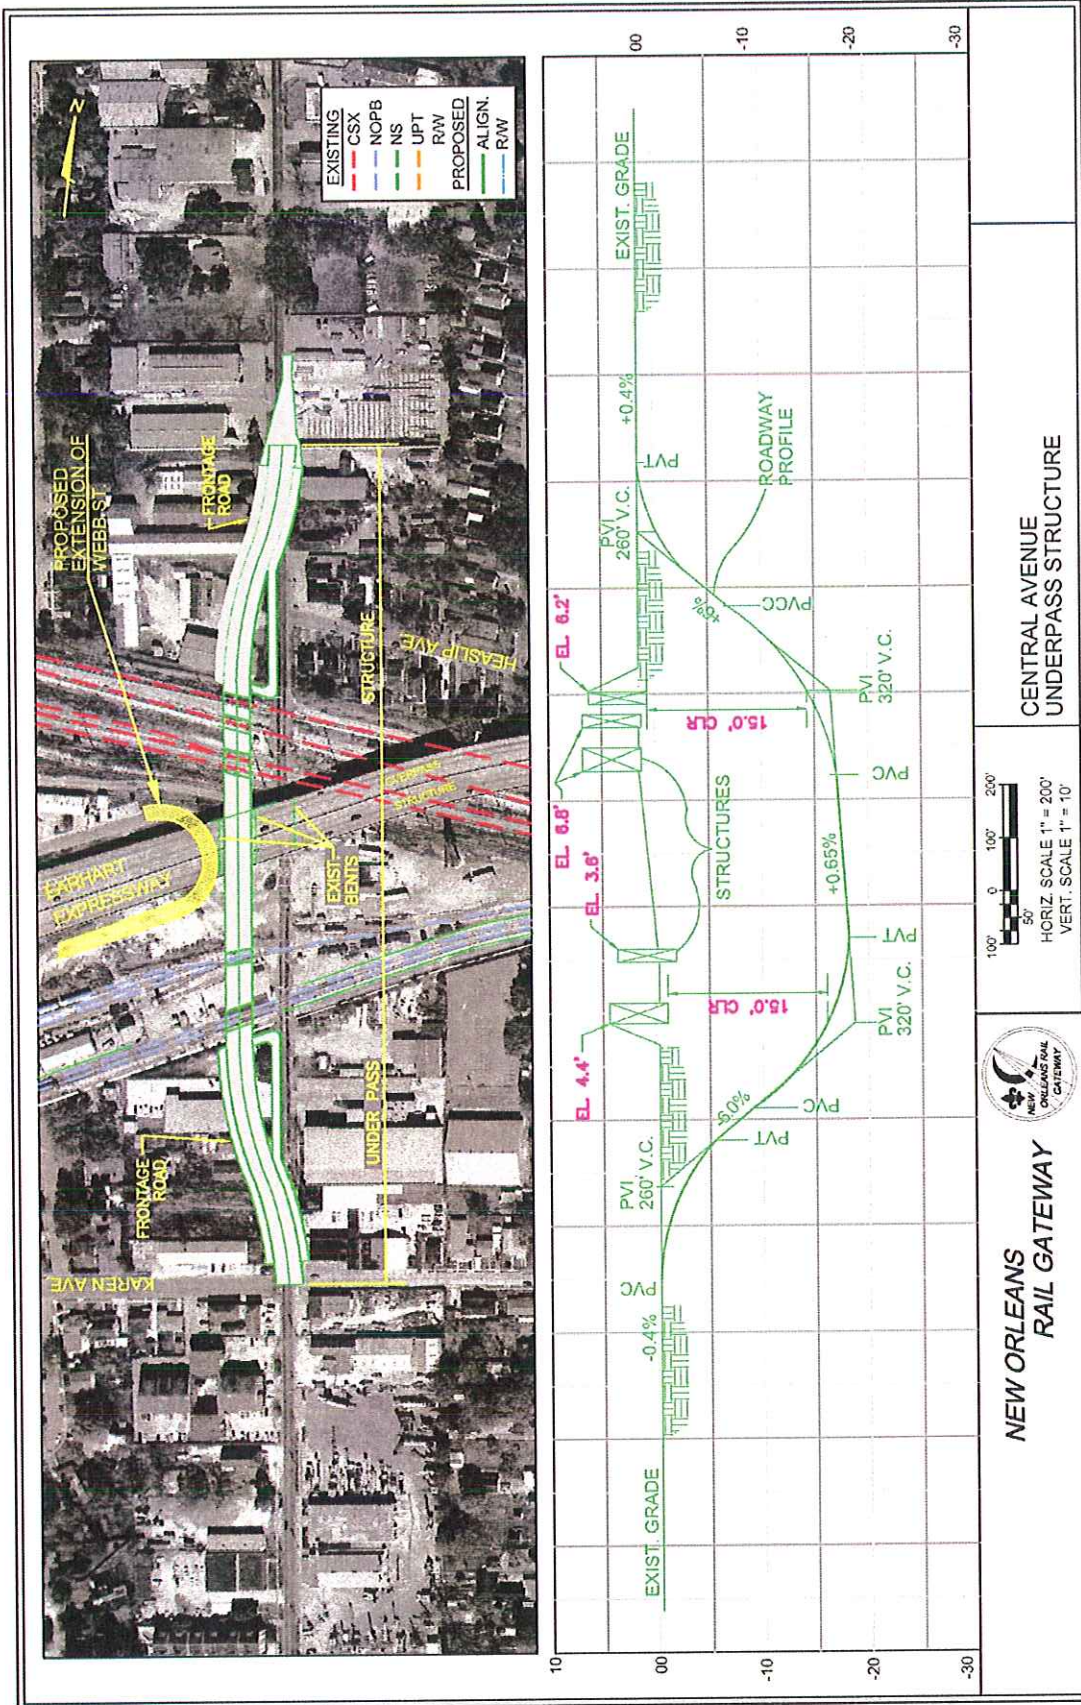 PROPOSED
EXTENSION OF
WEBB ST.
EARHART
EXPRESSWAY
FRONTAGE
ROAD
FRONTAGE
ROAD
KAREN AVE
HEASLIP AVE.
OVERPASS
STRUCTURE
EXIST.
BENTS
STRUCTURE
UNDER PASS
N
EXISTING
CSX
NOPB
NS
UPT
R/W
PROPOSED
ALIGN.
R/W
10
00
-10
-20
-30
00
-10
-20
-30
EXIST. GRADE
-0.4%
PVC
PVI
260' V.C.
PVT
-6.0%
PVC
PVI
320' V.C.
PVT
+0.65%
PVC
PVI
320' V.C.
PVCC
+6%
PVI
260' V.C.
PVT
+0.4%
EXIST. GRADE
ROADWAY
PROFILE
STRUCTURES
EL. 4.4'
EL. 3.6'
EL. 6.8'
EL. 6.2'
15.0' CLR
15.0' CLR
NEW ORLEANS
RAIL GATEWAY
NEW
ORLEANS RAIL
GATEWAY
100'
50'
0
100'
200'
HORIZ. SCALE 1" = 200'
VERT. SCALE 1" = 10'
CENTRAL AVENUE
UNDERPASS STRUCTURE